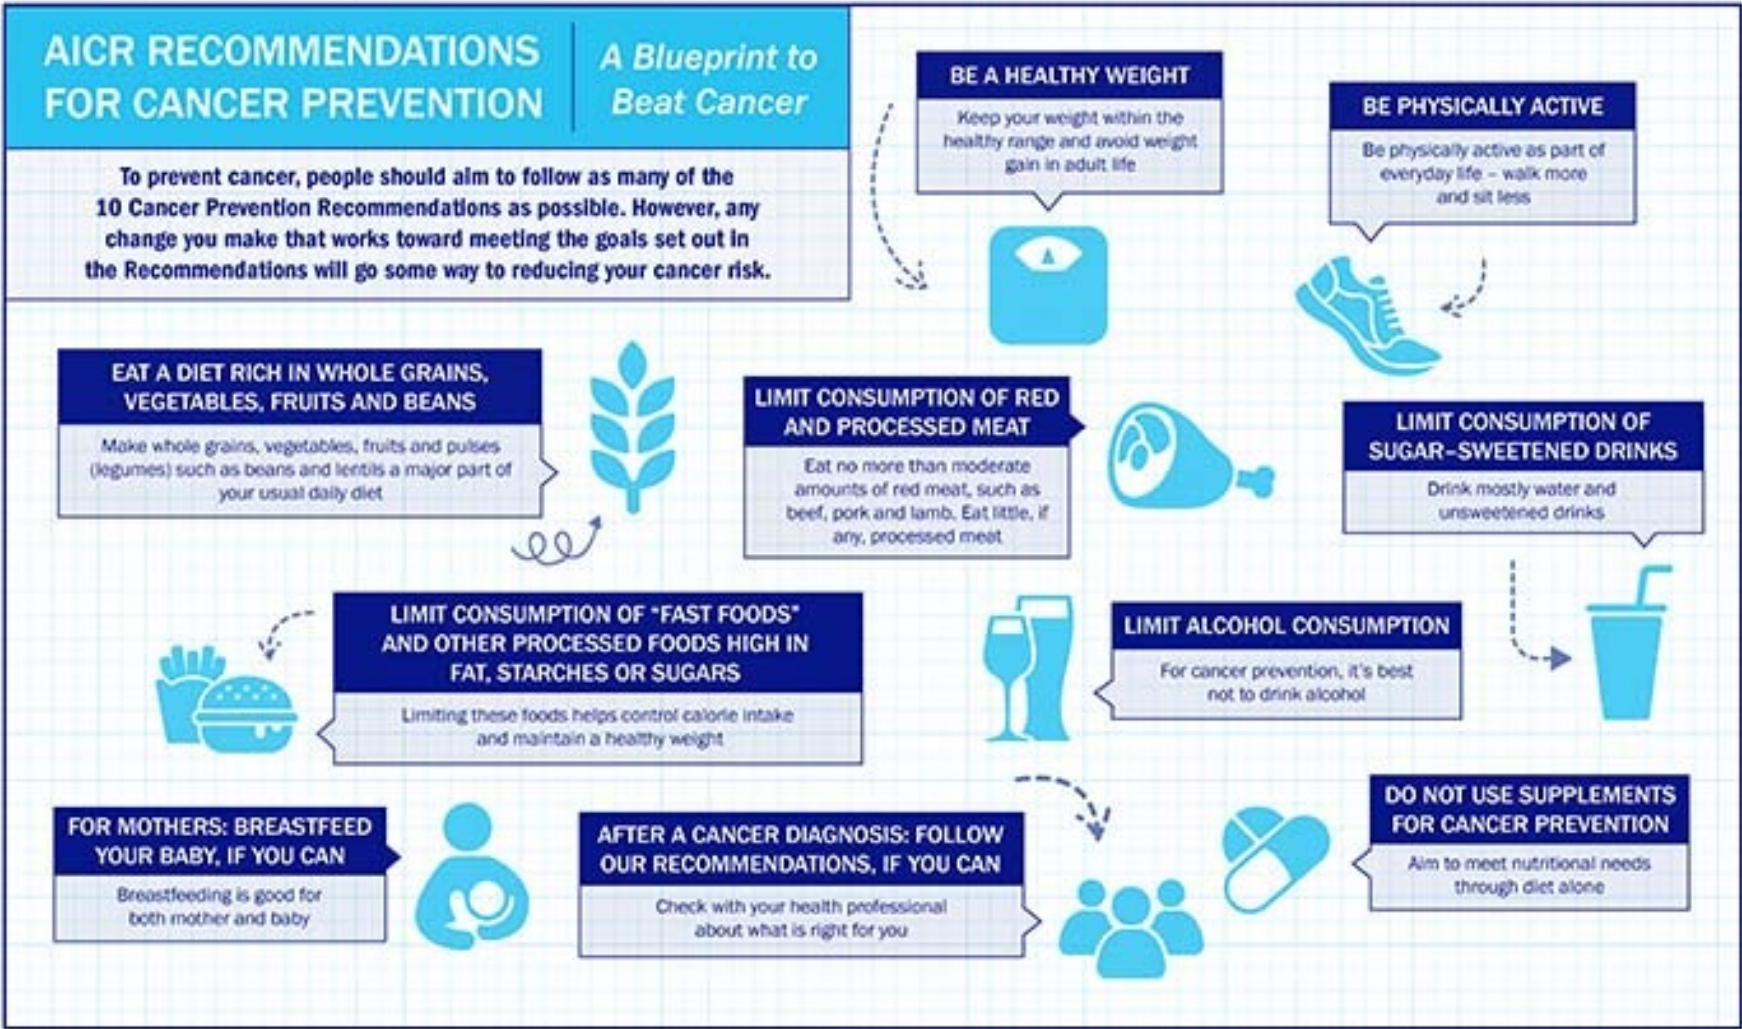 AICR RECOMMENDATIONS
FOR CANCER PREVENTION
A Blueprint to
Beat Cancer
To prevent cancer, people should aim to follow as many of the
10 Cancer Prevention Recommendations as possible. However, any
change you make that works toward meeting the goals set out in
the Recommendations will go some way to reducing your cancer risk.
BE A HEALTHY WEIGHT
Keep your weight within the
healthy range and avoid weight
gain in adult life
BE PHYSICALLY ACTIVE
Be physically active as part of
everyday life – walk more
and sit less
EAT A DIET RICH IN WHOLE GRAINS,
VEGETABLES, FRUITS AND BEANS
Make whole grains, vegetables, fruits and pulses
(legumes) such as beans and lentils a major part of
your usual daily diet
LIMIT CONSUMPTION OF RED
AND PROCESSED MEAT
Eat no more than moderate
amounts of red meat, such as
beef, pork and lamb. Eat little, if
any, processed meat
LIMIT CONSUMPTION OF
SUGAR–SWEETENED DRINKS
Drink mostly water and
unsweetened drinks
LIMIT CONSUMPTION OF "FAST FOODS"
AND OTHER PROCESSED FOODS HIGH IN
FAT, STARCHES OR SUGARS
Limiting these foods helps control calorie intake
and maintain a healthy weight
LIMIT ALCOHOL CONSUMPTION
For cancer prevention, it's best
not to drink alcohol
FOR MOTHERS: BREASTFEED
YOUR BABY, IF YOU CAN
Breastfeeding is good for
both mother and baby
AFTER A CANCER DIAGNOSIS: FOLLOW
OUR RECOMMENDATIONS, IF YOU CAN
Check with your health professional
about what is right for you
DO NOT USE SUPPLEMENTS
FOR CANCER PREVENTION
Aim to meet nutritional needs
through diet alone